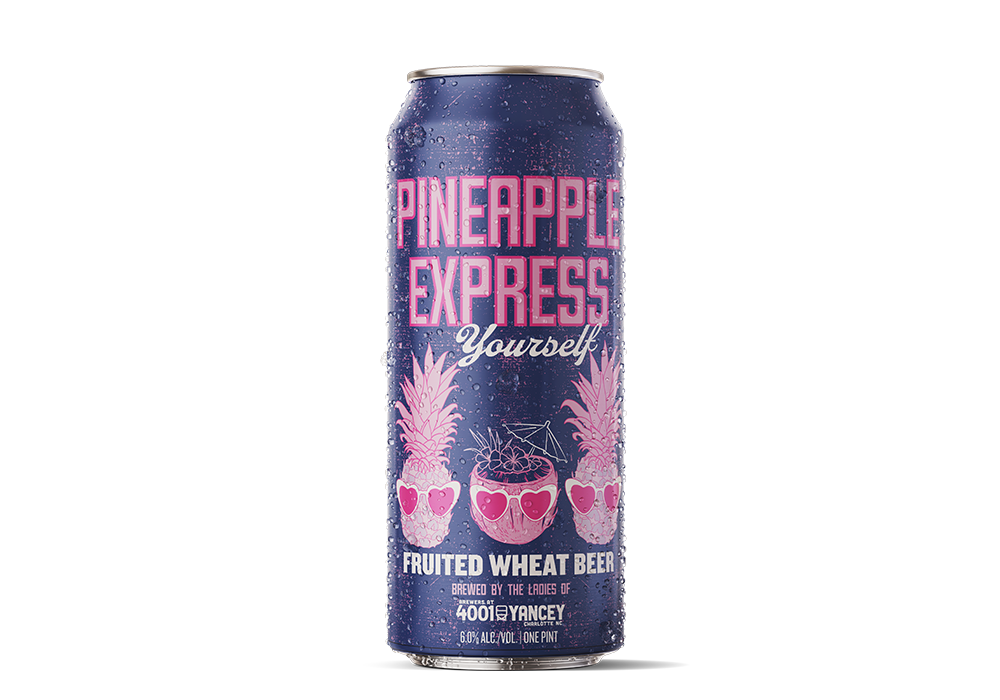 PINEAPPLE
EXPRESS
Yourself
FRUITED WHEAT BEER
BREWED BY THE LADIES OF
BREWERS AT
4001 YANCEY
CHARLOTTE NC
6.0% ALC./VOL. | ONE PINT